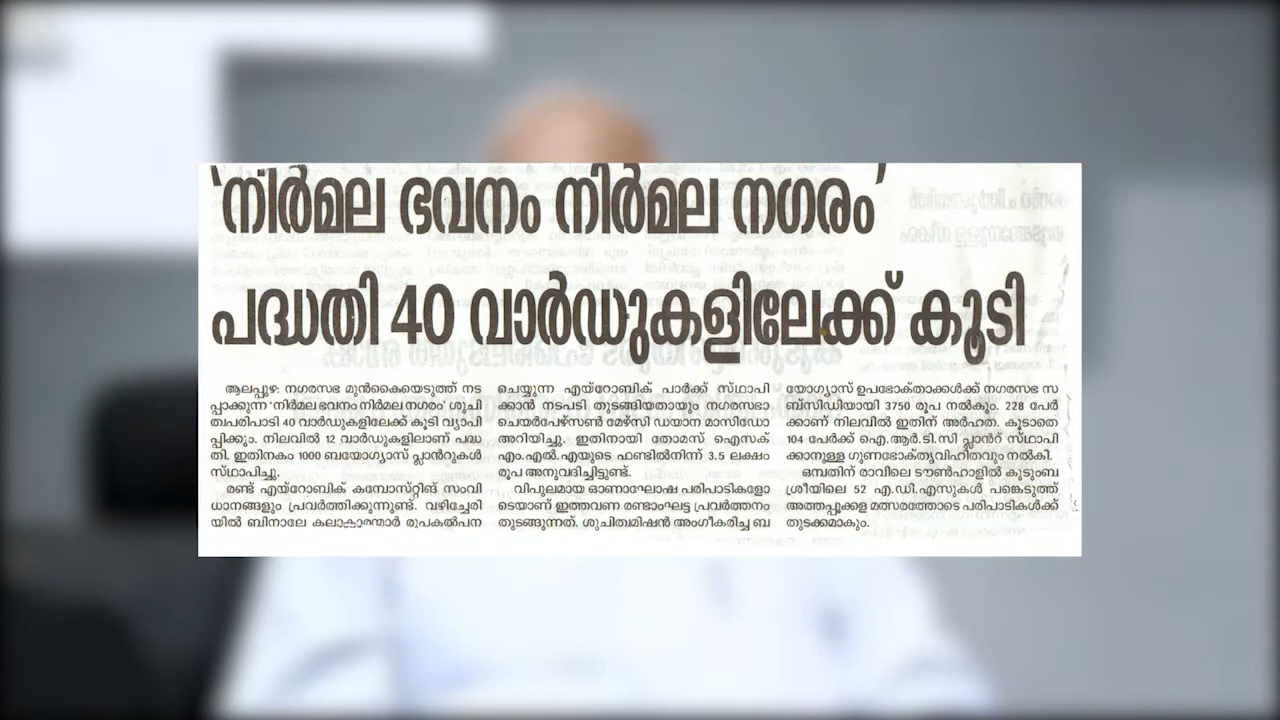 ‘നിർമല ഭവനം നിർമല നഗരം’
പദ്ധതി 40 വാർഡുകളിലേക്ക് കൂടി
ആലപ്പുഴ: നഗരസഭ മുൻകൈയെടുത്ത് നട
പ്പാക്കുന്ന ‘നിർമല ഭവനം നിർമല നഗരം’ ശുചി
ത്വപരിപാടി 40 വാർഡുകളിലേക്ക് കൂടി വ്യാപി
പ്പിക്കും. നിലവിൽ 12 വാർഡുകളിലാണ് പദ്ധ
തി. ഇതിനകം 1000 ബയോഗ്യാസ് പ്ലാൻറുകൾ
സ്ഥാപിച്ചു.
രണ്ട് എയ്റോബിക് കമ്പോസ്റ്റിങ് സംവി
ധാനങ്ങളും പ്രവർത്തിക്കുന്നുണ്ട്. വഴിച്ചേരി
യിൽ ബിനാലേ കലാകാരന്മാർ രൂപകൽപന
ചെയ്യുന്ന എയ്റോബിക് പാർക്ക് സ്ഥാപി
ക്കാൻ നടപടി തുടങ്ങിയതായും നഗരസഭാ
ചെയർപേഴ്സൺ മേഴ്സി ഡയാന മാസിഡോ
അറിയിച്ചു. ഇതിനായി തോമസ് ഐസക്
എം.എൽ.എയുടെ ഫണ്ടിൽനിന്ന് 3.5 ലക്ഷം
രൂപ അനുവദിച്ചിട്ടുണ്ട്.
വിപുലമായ ഓണാഘോഷ പരിപാടികളോ
ടെയാണ് ഇത്തവണ രണ്ടാംഘട്ട പ്രവർത്തനം
തുടങ്ങുന്നത്. ശുചിത്വമിഷൻ അംഗീകരിച്ച ബ
യോഗ്യാസ് ഉപഭോക്താക്കൾക്ക് നഗരസഭ സ
ബ്സിഡിയായി 3750 രൂപ നൽകും. 228 പേർ
ക്കാണ് നിലവിൽ ഇതിന് അർഹത. കൂടാതെ
104 പേർക്ക് ഐ.ആർ.ടി.സി പ്ലാൻറ് സ്ഥാപി
ക്കാനുള്ള ഗുണഭോക്തൃവിഹിതവും നൽകി.
ഒമ്പതിന് രാവിലെ ടൗൺഹാളിൽ കുടുംബ
ശ്രീയിലെ 52 എ.ഡി.എസുകൾ പങ്കെടുത്ത്
അത്തപ്പൂക്കള മത്സരത്തോടെ പരിപാടികൾക്ക്
തുടക്കമാകും.